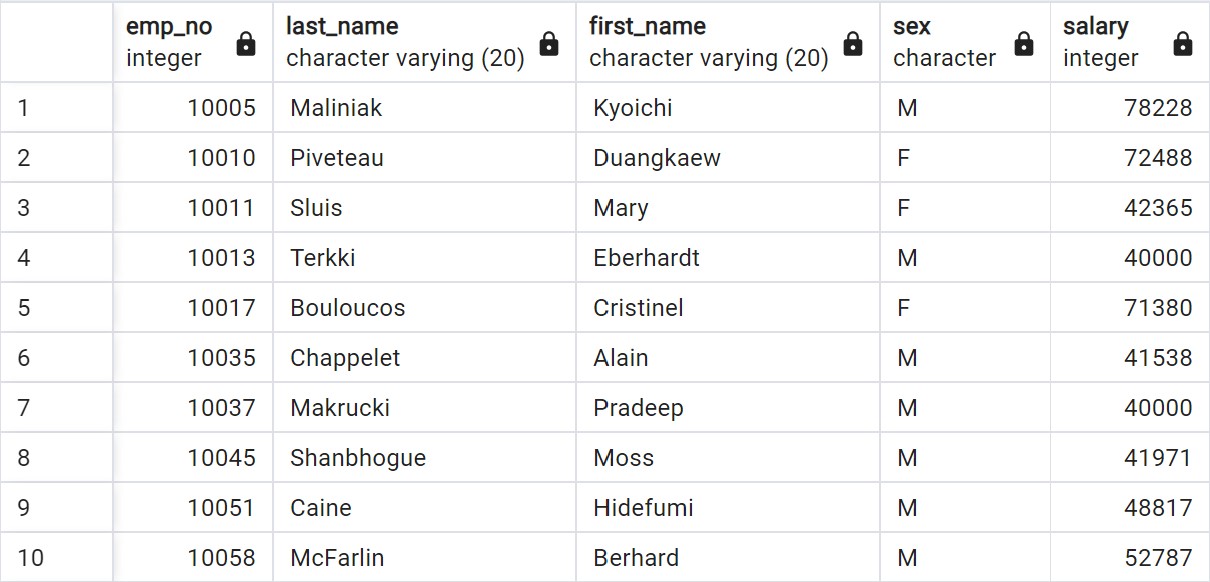 emp_no last_name first_name sex salary
integer character varying (20) character varying (20) character integer
1 10005 Maliniak Kyoichi M 78228
2 10010 Piveteau Duangkaew F 72488
3 10011 Sluis Mary F 42365
4 10013 Terkki Eberhardt M 40000
5 10017 Bouloucos Cristinel F 71380
6 10035 Chappelet Alain M 41538
7 10037 Makrucki Pradeep M 40000
8 10045 Shanbhogue Moss M 41971
9 10051 Caine Hidefumi M 48817
10 10058 McFarlin Berhard M 52787